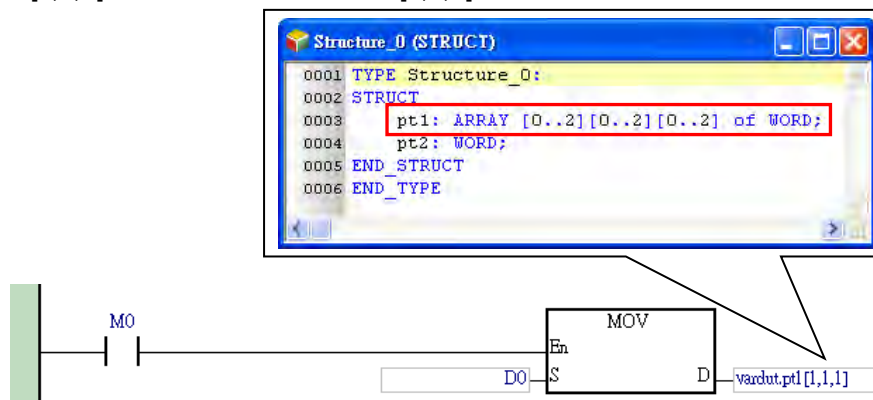 Structure_0 (STRUCT)
0001 TYPE Structure_0:
0002 STRUCT
0003 pt1: ARRAY [0..2][0..2][0..2] of WORD;
0004 pt2: WORD;
0005 END_STRUCT
0006 END_TYPE
M0
MOV
En
D0 S D vardut.pt1[1,1,1]